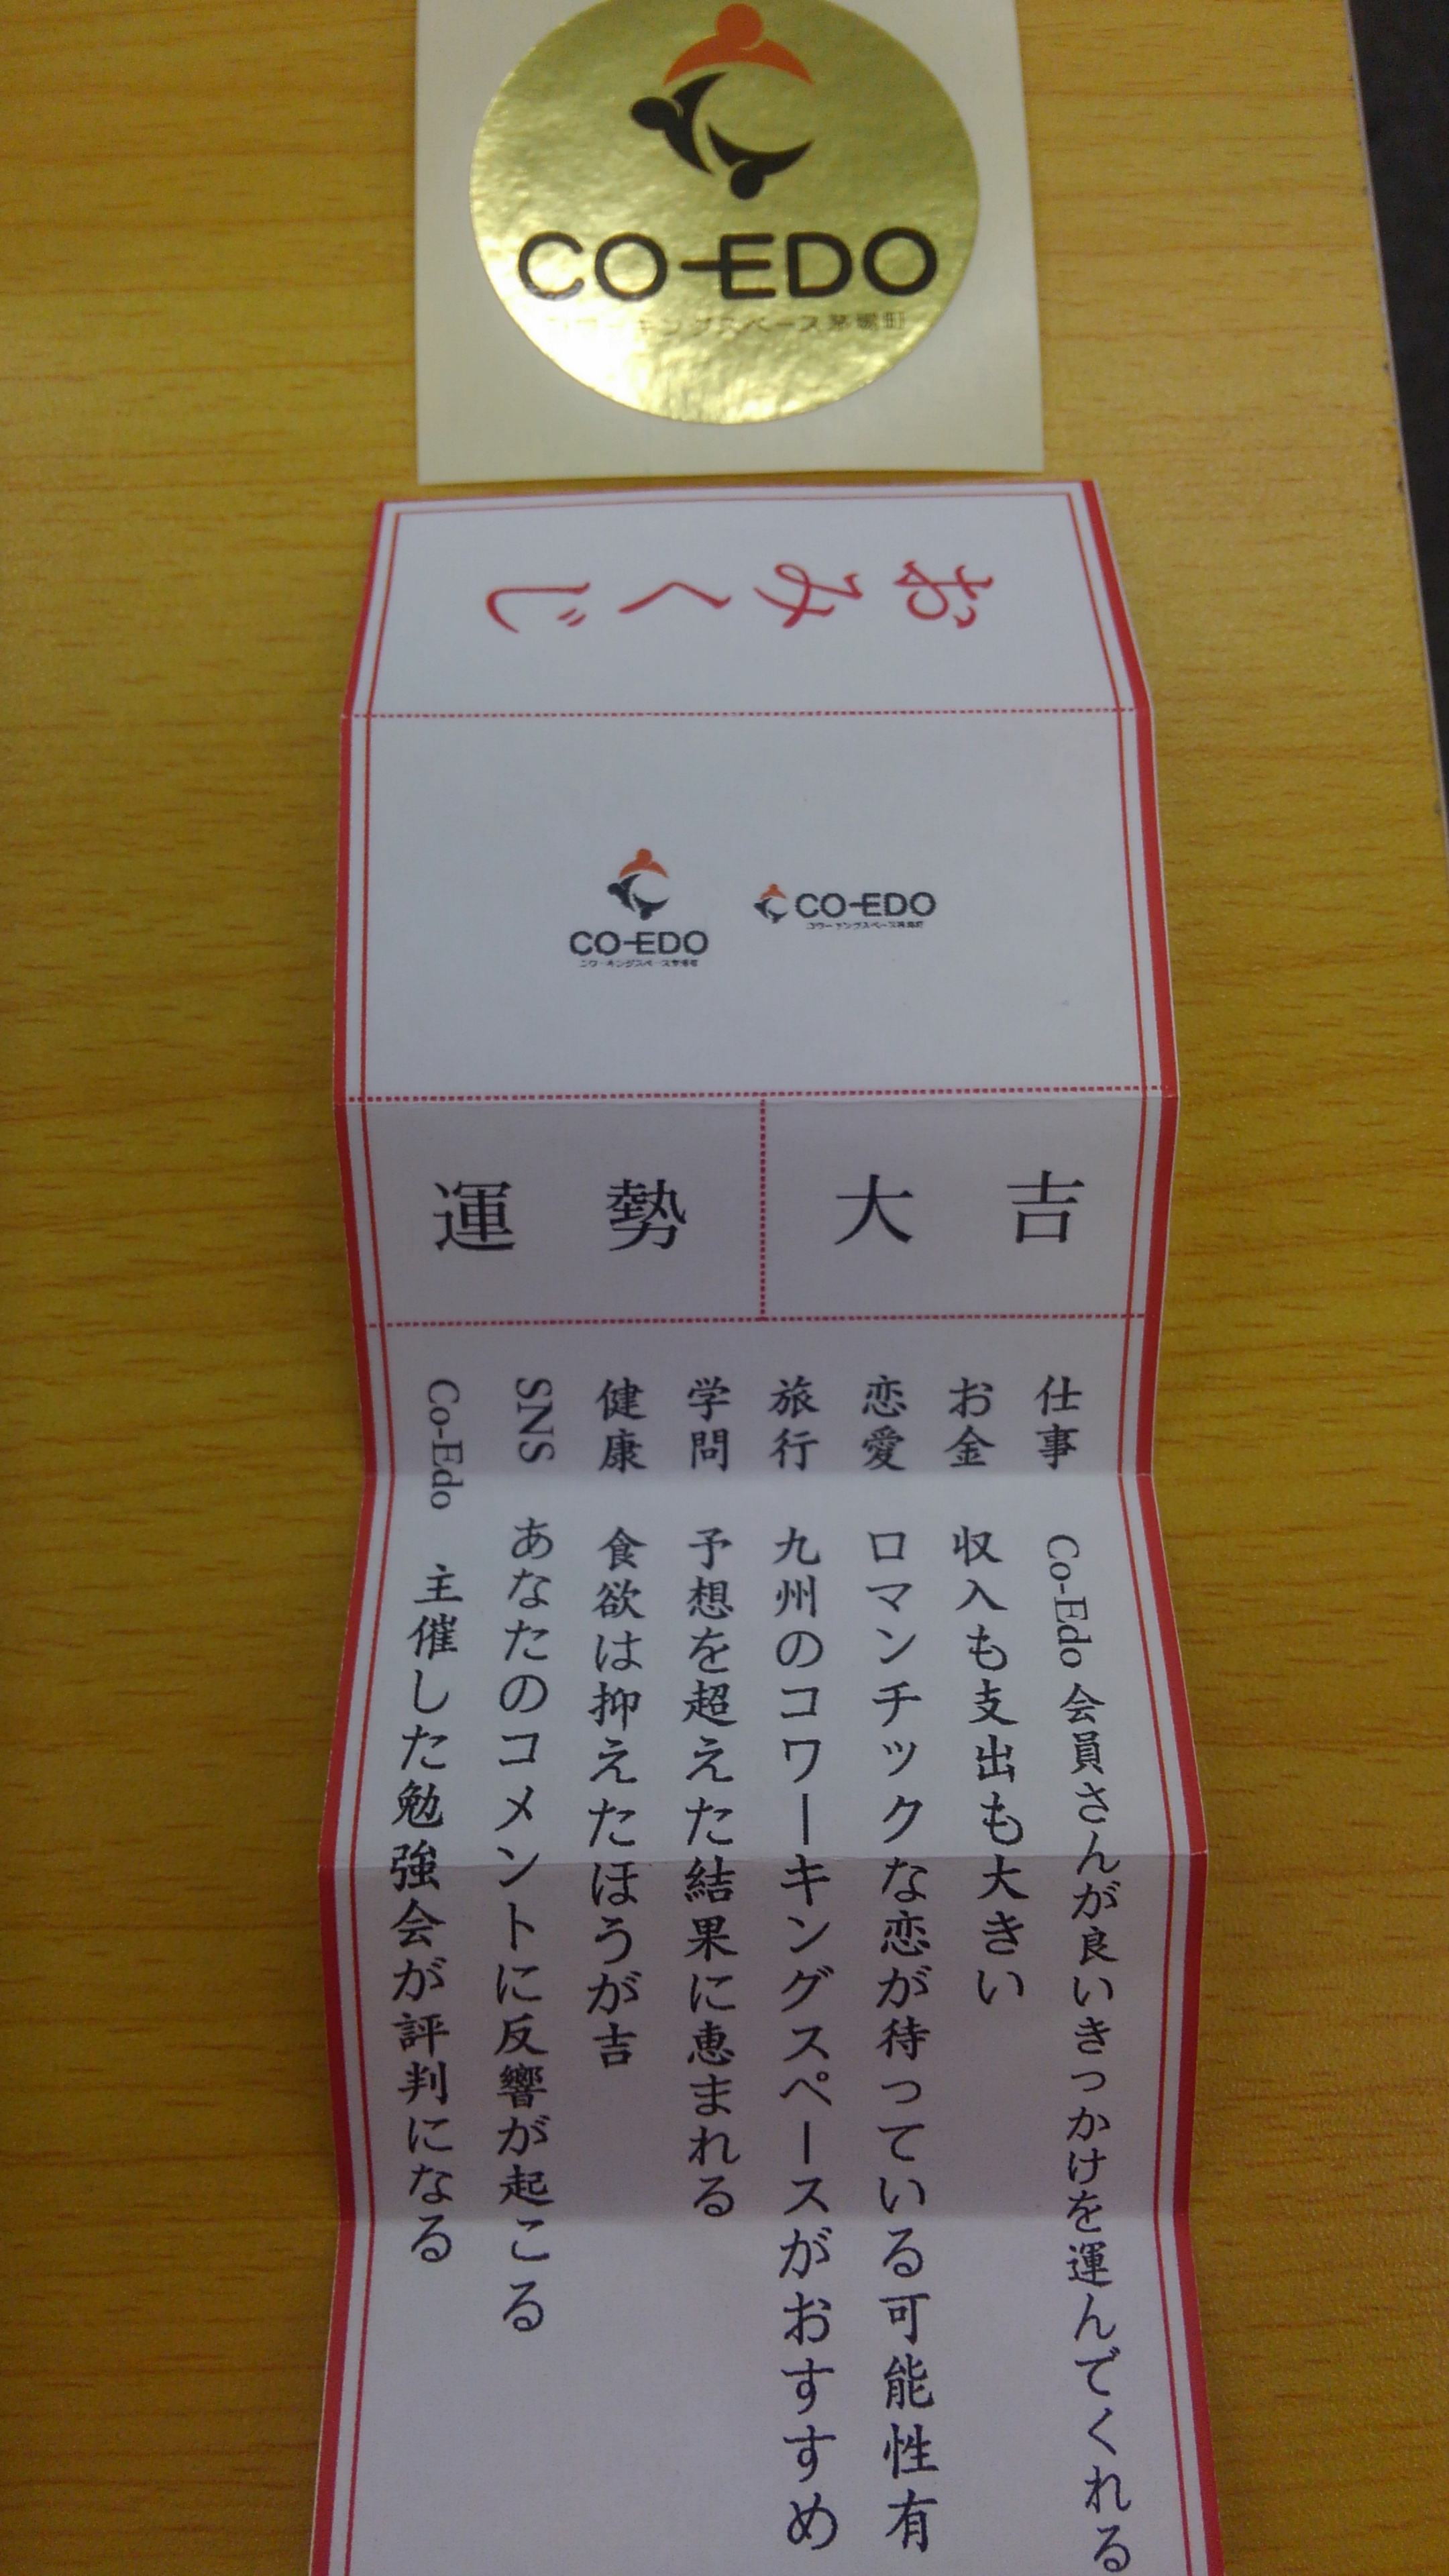 CO-EDO
コワーキングスペース茅場町
おみくじ
CO-EDO
コワーキングスペース茅場町
CO-EDO
コワーキングスペース茅場町
運勢
大吉
仕事 Co-Edo 会員さんが良いきっかけを運んでくれる
お金 収入も支出も大きい
恋愛 ロマンチックな恋が待っている可能性有
旅行 九州のコワーキングスペースがおすすめ
学問 予想を超えた結果に恵まれる
健康 食欲は抑えたほうが吉
SNS あなたのコメントに反響が起こる
Co-Edo 主催した勉強会が評判になる